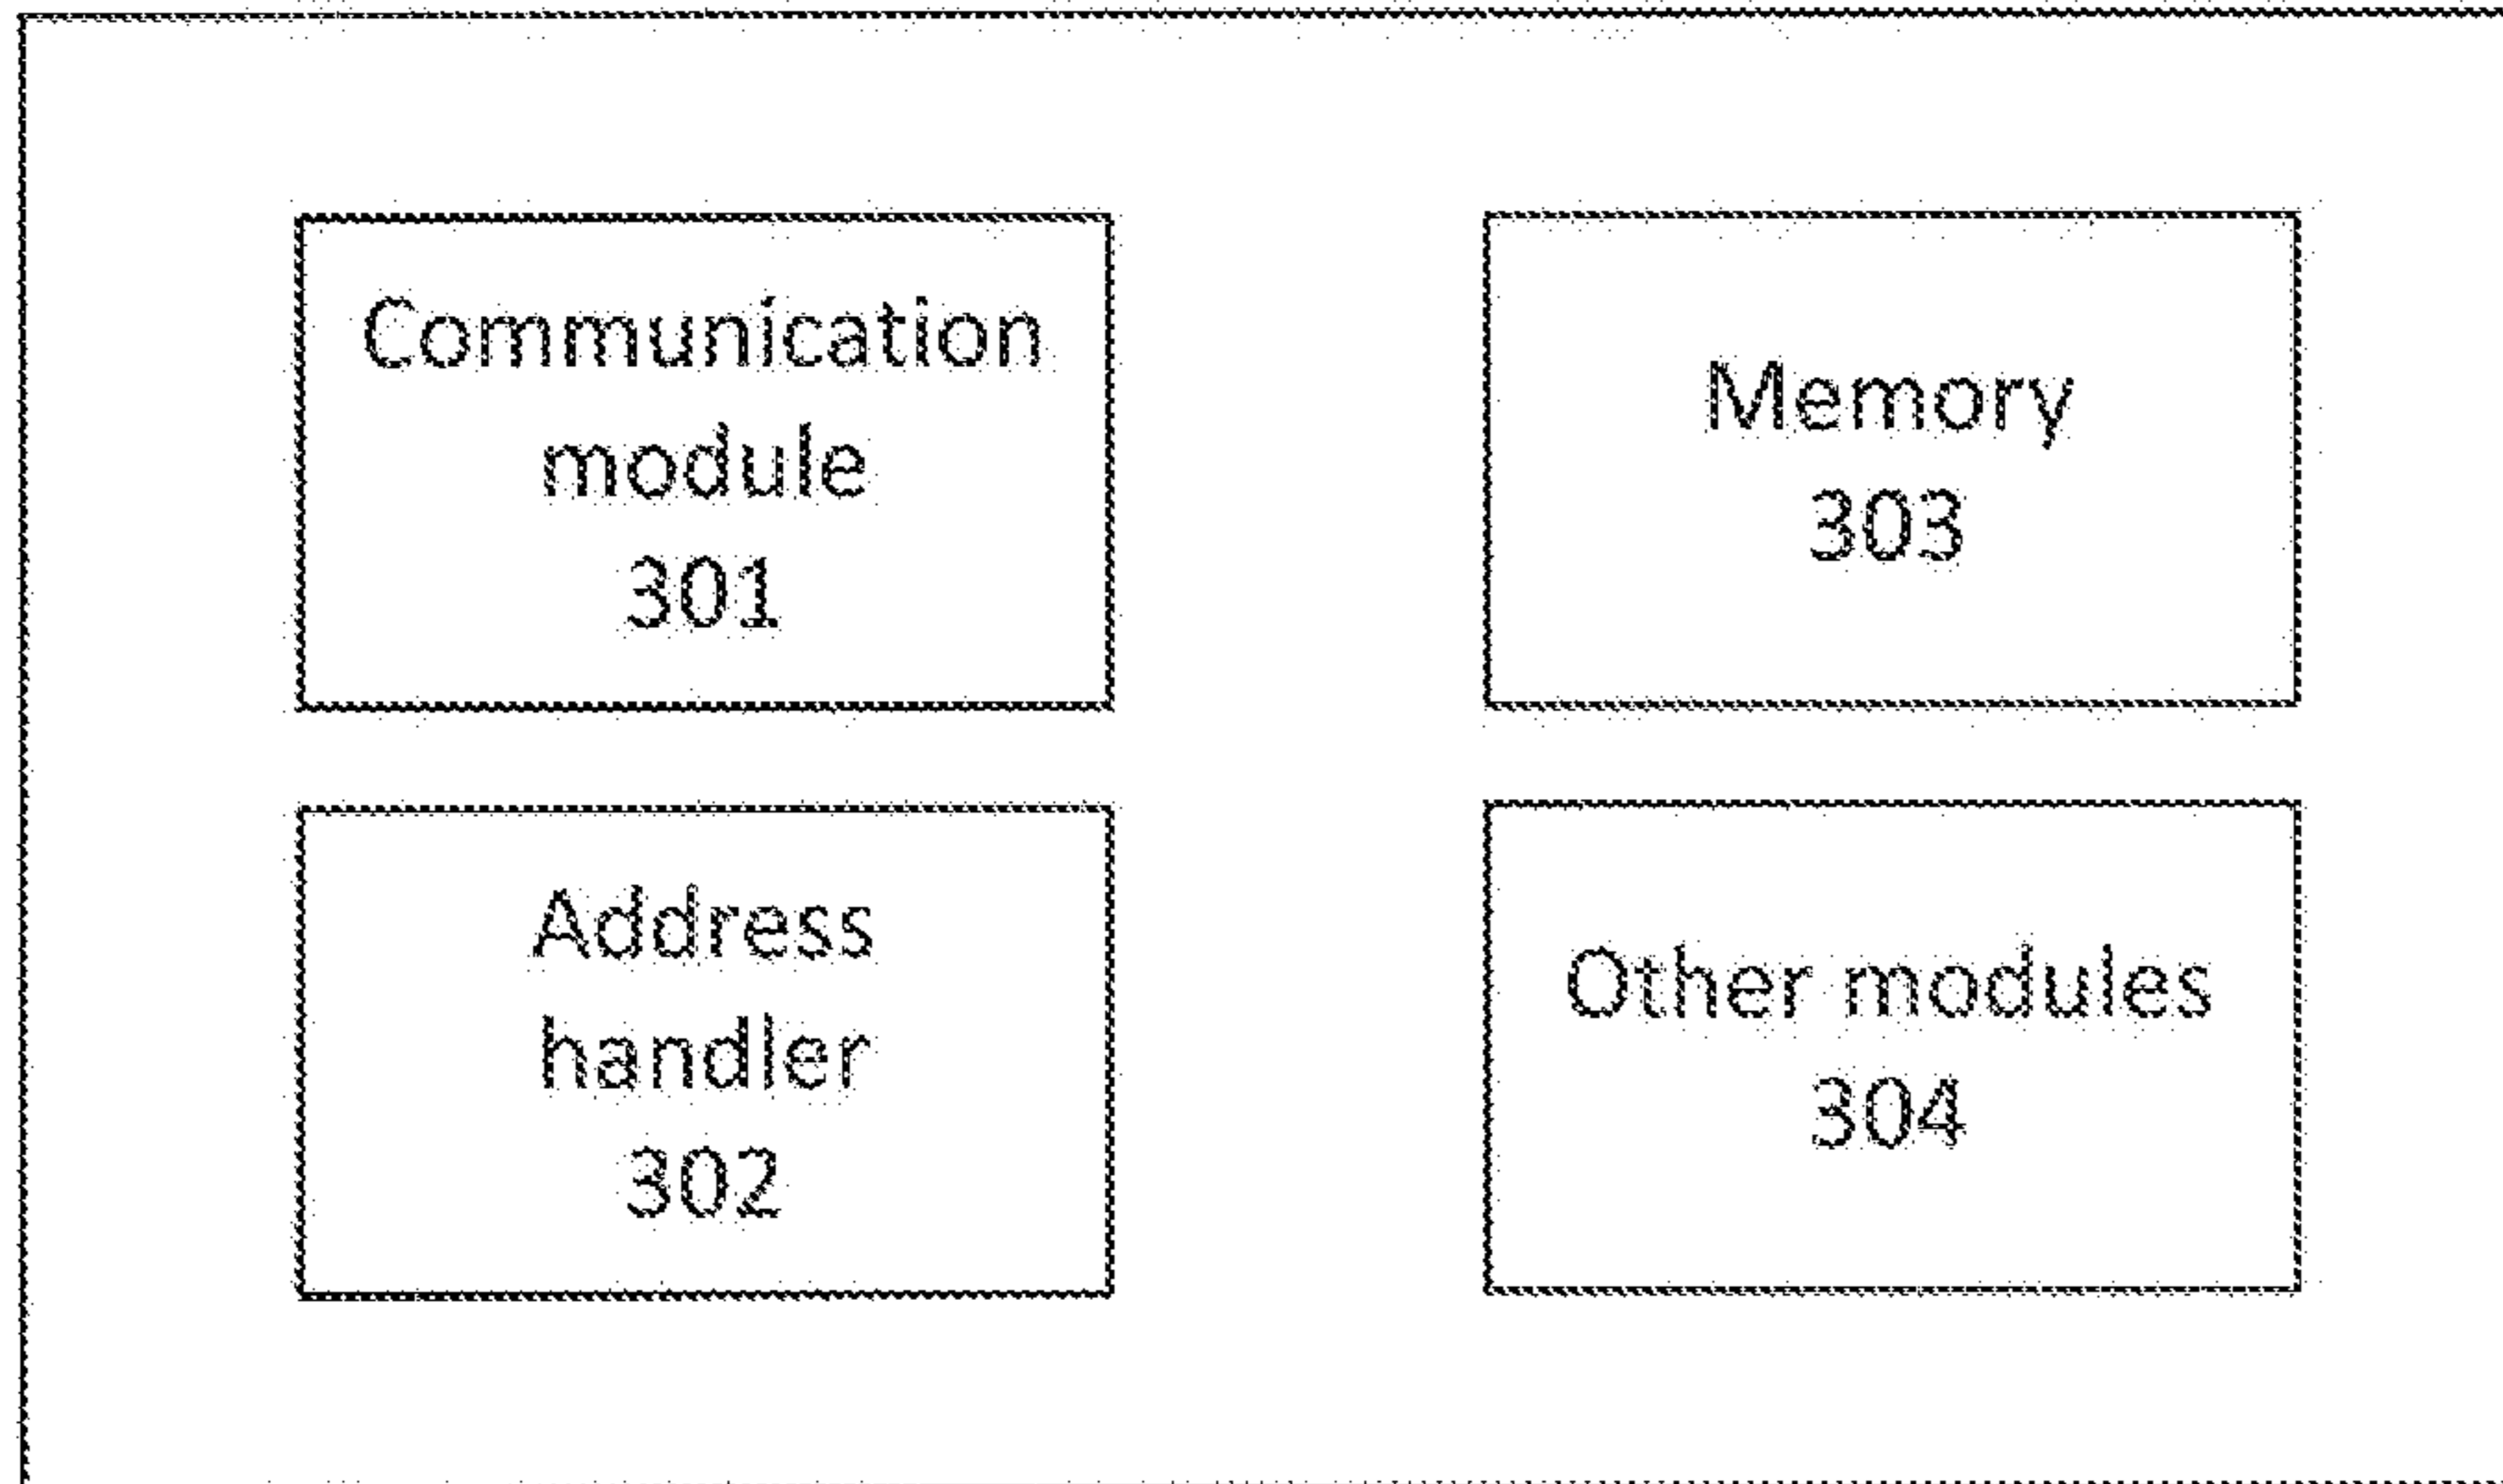 Communication
module
301
Memory
303
Address
handler
302
Other modules
304